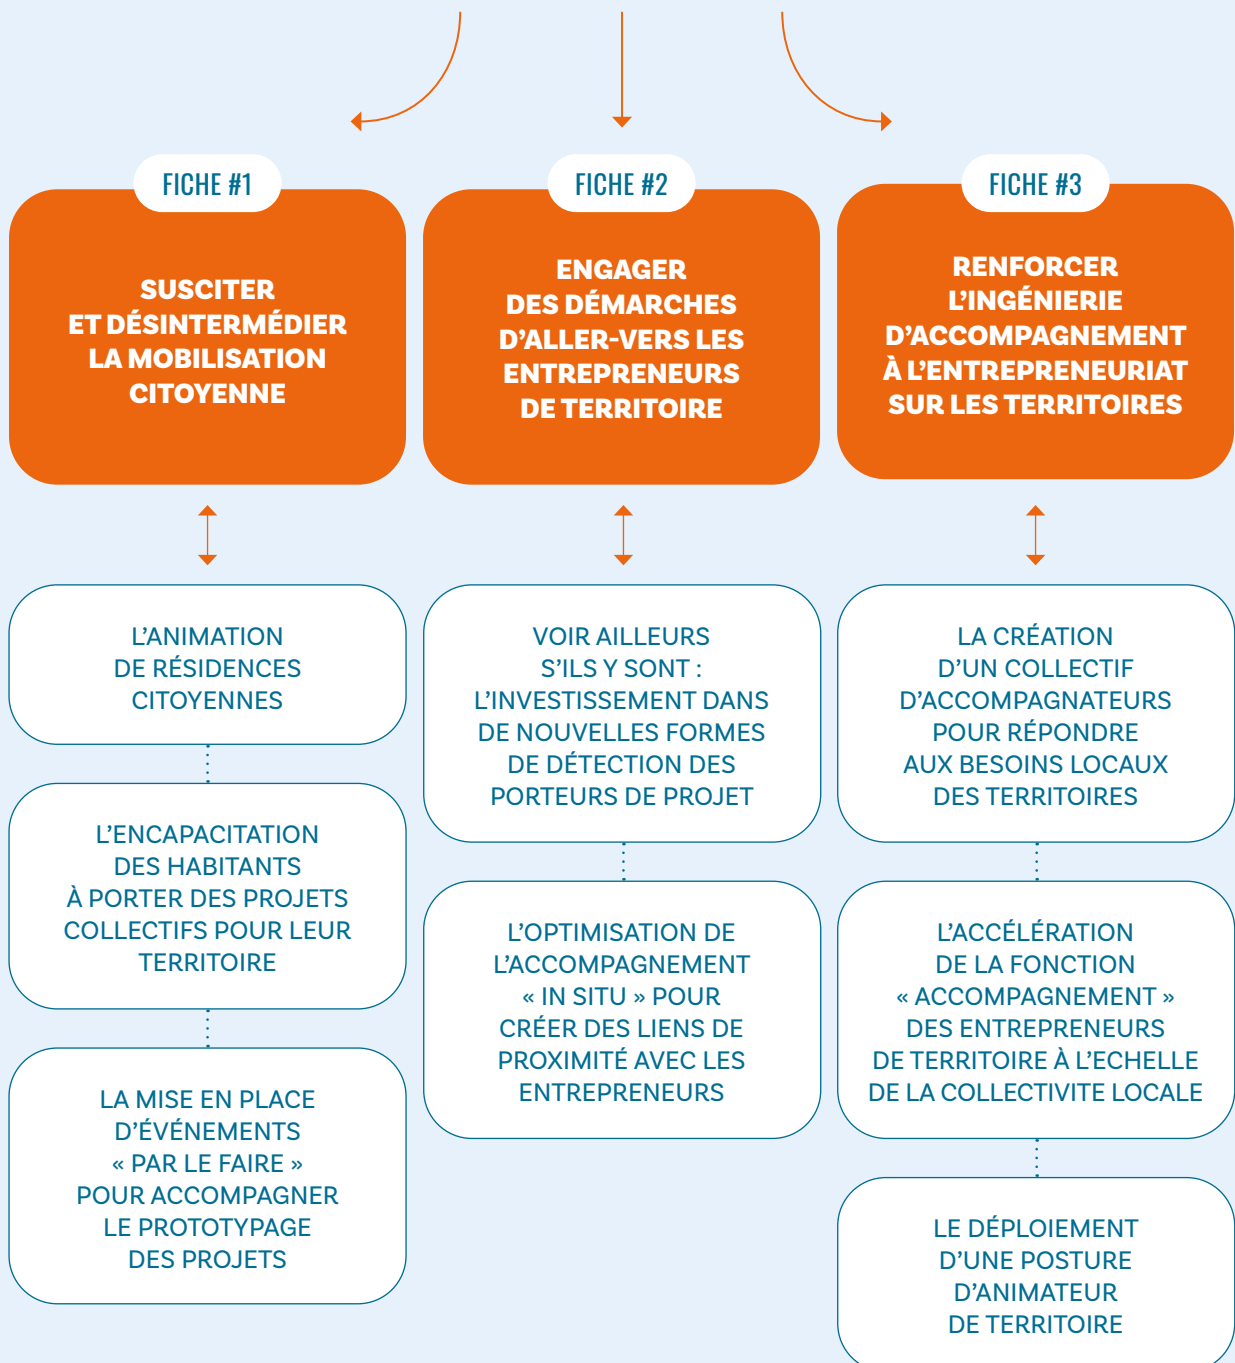 FICHE #1
SUSCITER
ET DÉSINTERMÉDIER
LA MOBILISATION
CITOYENNE
L’ANIMATION
DE RÉSIDENCES
CITOYENNES
L’ENCAPACITATION
DES HABITANTS
À PORTER DES PROJETS
COLLECTIFS POUR LEUR
TERRITOIRE
LA MISE EN PLACE
D’ÉVÉNEMENTS
« PAR LE FAIRE »
POUR ACCOMPAGNER
LE PROTOTYPAGE
DES PROJETS
FICHE #2
ENGAGER
DES DÉMARCHES
D’ALLER-VERS LES
ENTREPRENEURS
DE TERRITOIRE
VOIR AILLEURS
S’ILS Y SONT :
L’INVESTISSEMENT DANS
DE NOUVELLES FORMES
DE DÉTECTION DES
PORTEURS DE PROJET
L’OPTIMISATION DE
L’ACCOMPAGNEMENT
« IN SITU » POUR
CRÉER DES LIENS DE
PROXIMITÉ AVEC LES
ENTREPRENEURS
FICHE #3
RENFORCER
L’INGÉNIERIE
D’ACCOMPAGNEMENT
À L’ENTREPRENEURIAT
SUR LES TERRITOIRES
LA CRÉATION
D’UN COLLECTIF
D’ACCOMPAGNATEURS
POUR RÉPONDRE
AUX BESOINS LOCAUX
DES TERRITOIRES
L’ACCÉLÉRATION
DE LA FONCTION
« ACCOMPAGNEMENT »
DES ENTREPRENEURS
DE TERRITOIRE À L’ECHELLE
DE LA COLLECTIVITE LOCALE
LE DÉPLOIEMENT
D’UNE POSTURE
D’ANIMATEUR
DE TERRITOIRE